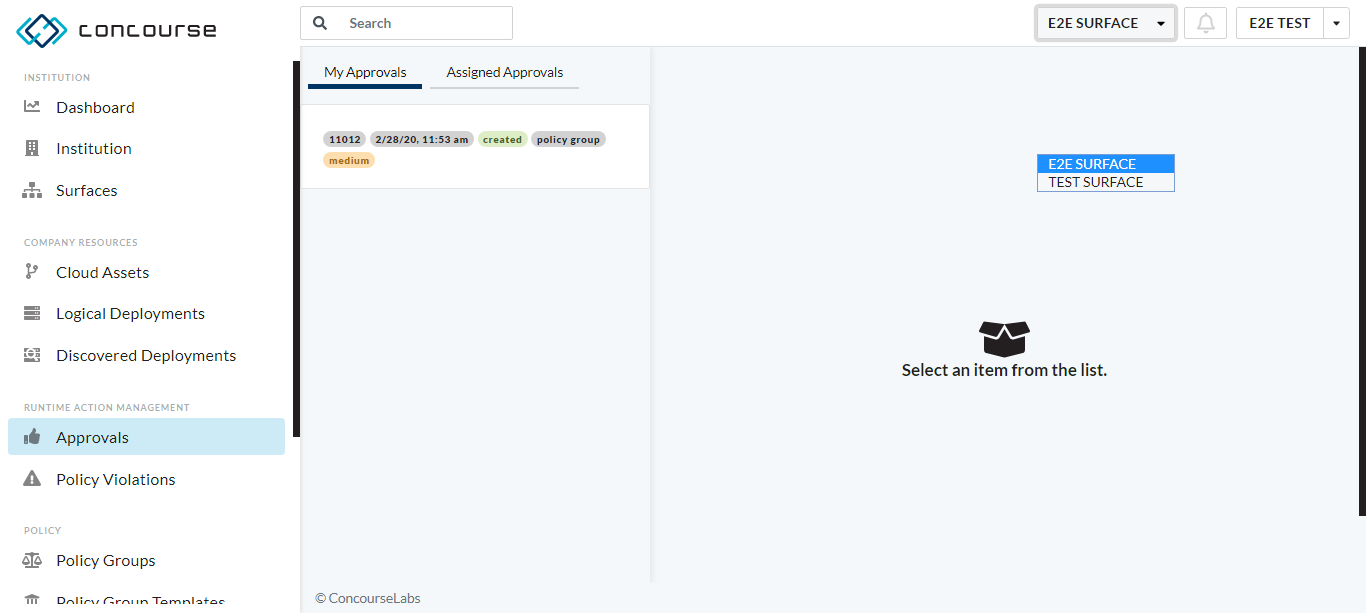 concourse
INSTITUTION
Dashboard
Institution
Surfaces
COMPANY RESOURCES
Cloud Assets
Logical Deployments
Discovered Deployments
RUNTIME ACTION MANAGEMENT
Approvals
Policy Violations
POLICY
Policy Groups
Policy Group Templates
Search
E2E SURFACE
E2E TEST
My Approvals Assigned Approvals
11012 2/28/20, 11:53 am created policy group
medium
E2E SURFACE
TEST SURFACE
Select an item from the list.
© ConcourseLabs